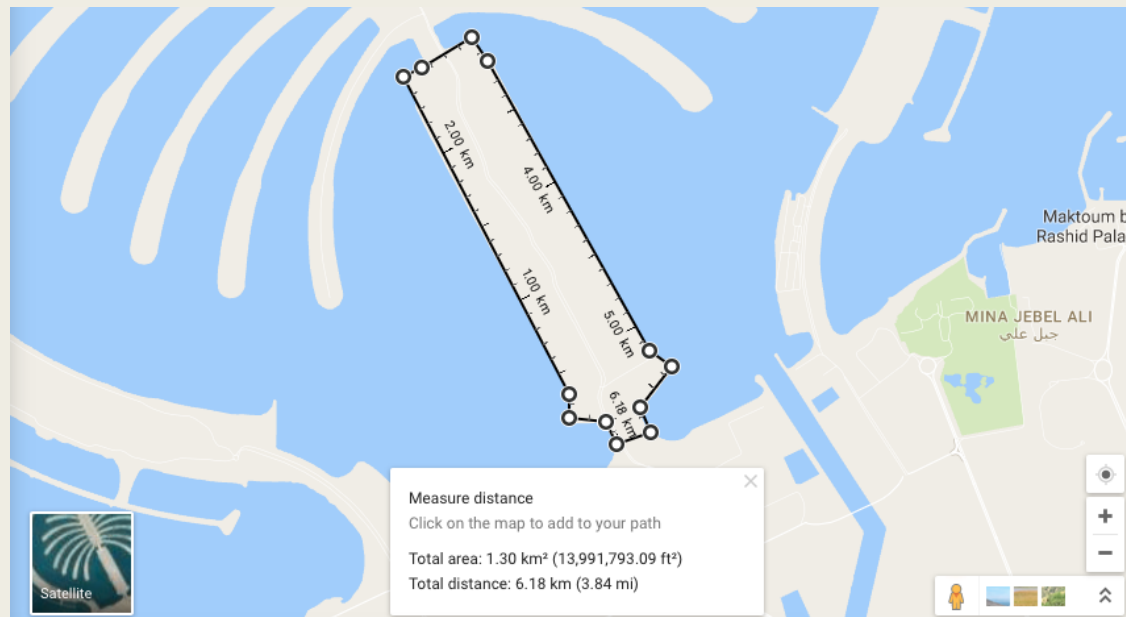 2.00 km
4.00 km
1.00 km
5.00 km
6.18 km
Maktoum b
Rashid Pala
MINA JEBEL ALI
جبل علي
Measure distance
Click on the map to add to your path
Total area: 1.30 km² (13,991,793.09 ft²)
Total distance: 6.18 km (3.84 mi)
Satellite